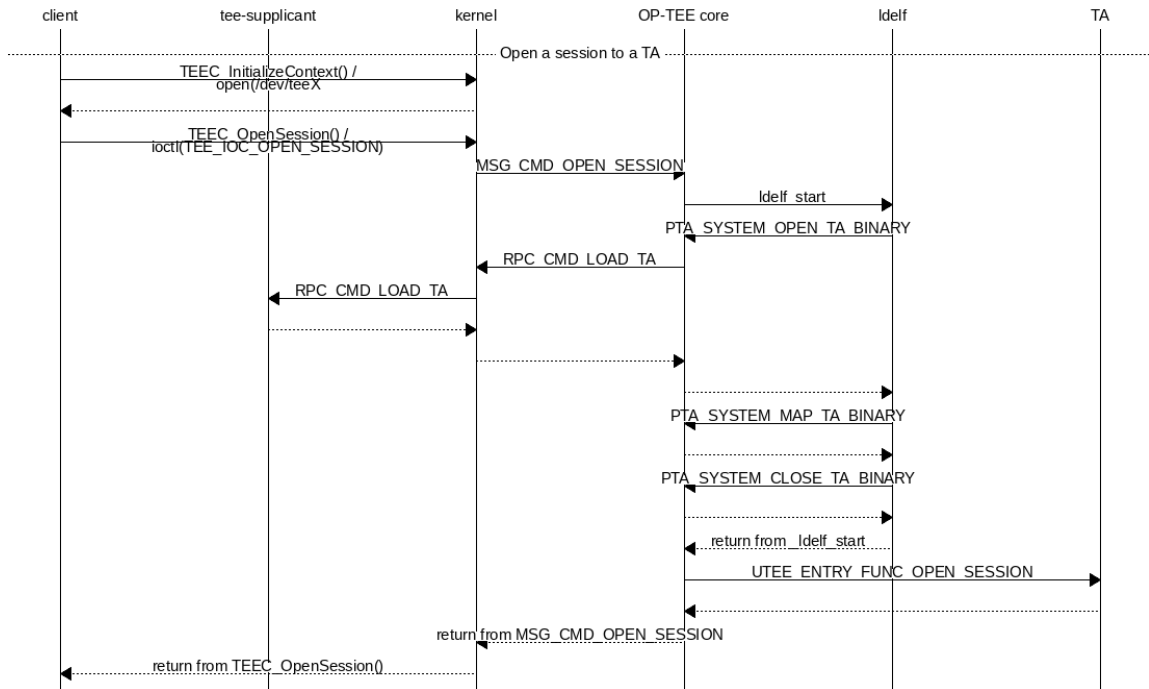 client tee-supplicant kernel OP-TEE core ldelf TA
Open a session to a TA
TEEC_InitializeContext() /
open(/dev/teeX
TEEC_OpenSession() /
ioctl(TEE_IOC_OPEN_SESSION)
MSG_CMD_OPEN_SESSION
ldelf_start
PTA_SYSTEM_OPEN_TA_BINARY
RPC_CMD_LOAD_TA
RPC_CMD_LOAD_TA
PTA_SYSTEM_MAP_TA_BINARY
PTA_SYSTEM_CLOSE_TA_BINARY
return from _ldelf_start
UTEE_ENTRY_FUNC_OPEN_SESSION
return from MSG_CMD_OPEN_SESSION
return from TEEC_OpenSession()